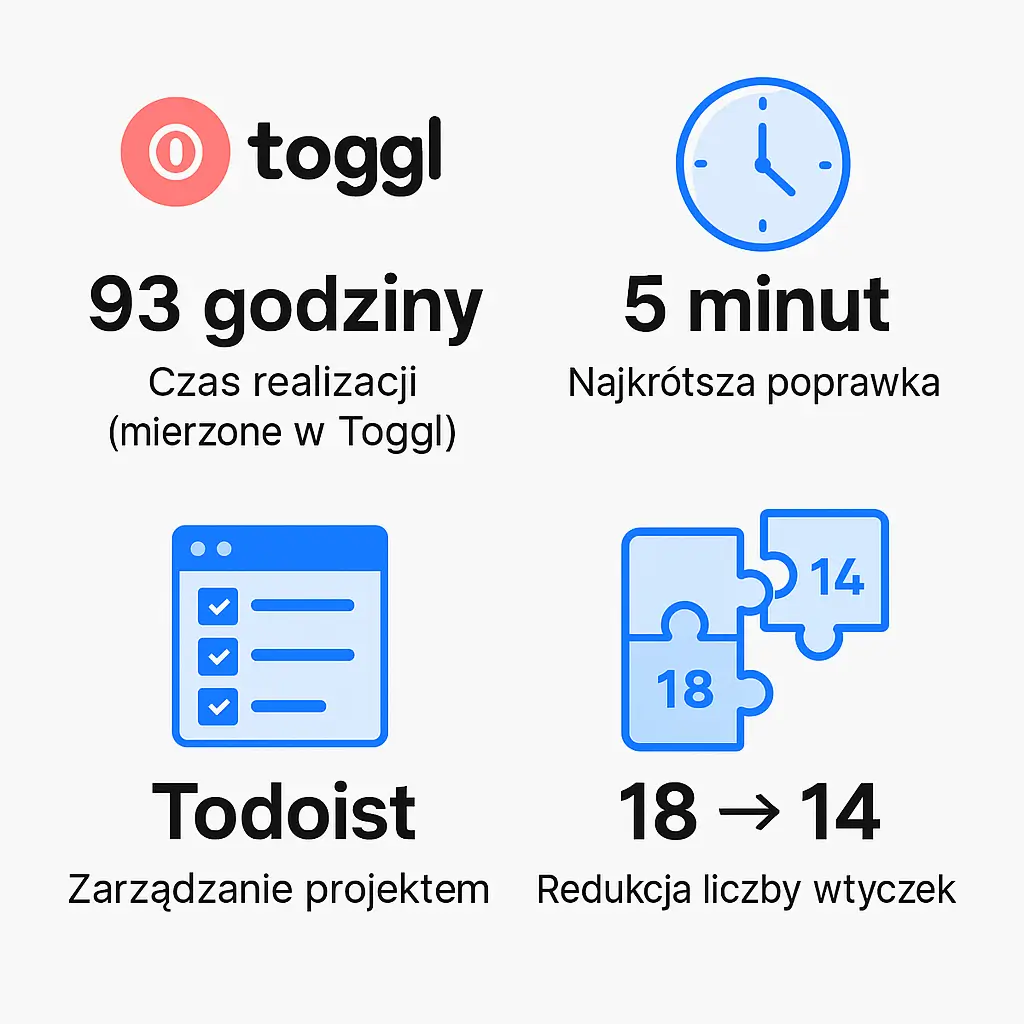 toggl
93 godziny
Czas realizacji
(mierzone w Toggl)
5 minut
Najkrótsza poprawka
Todoist
Zarządzanie projektem
14
18
18 → 14
Redukcja liczby wtyczek